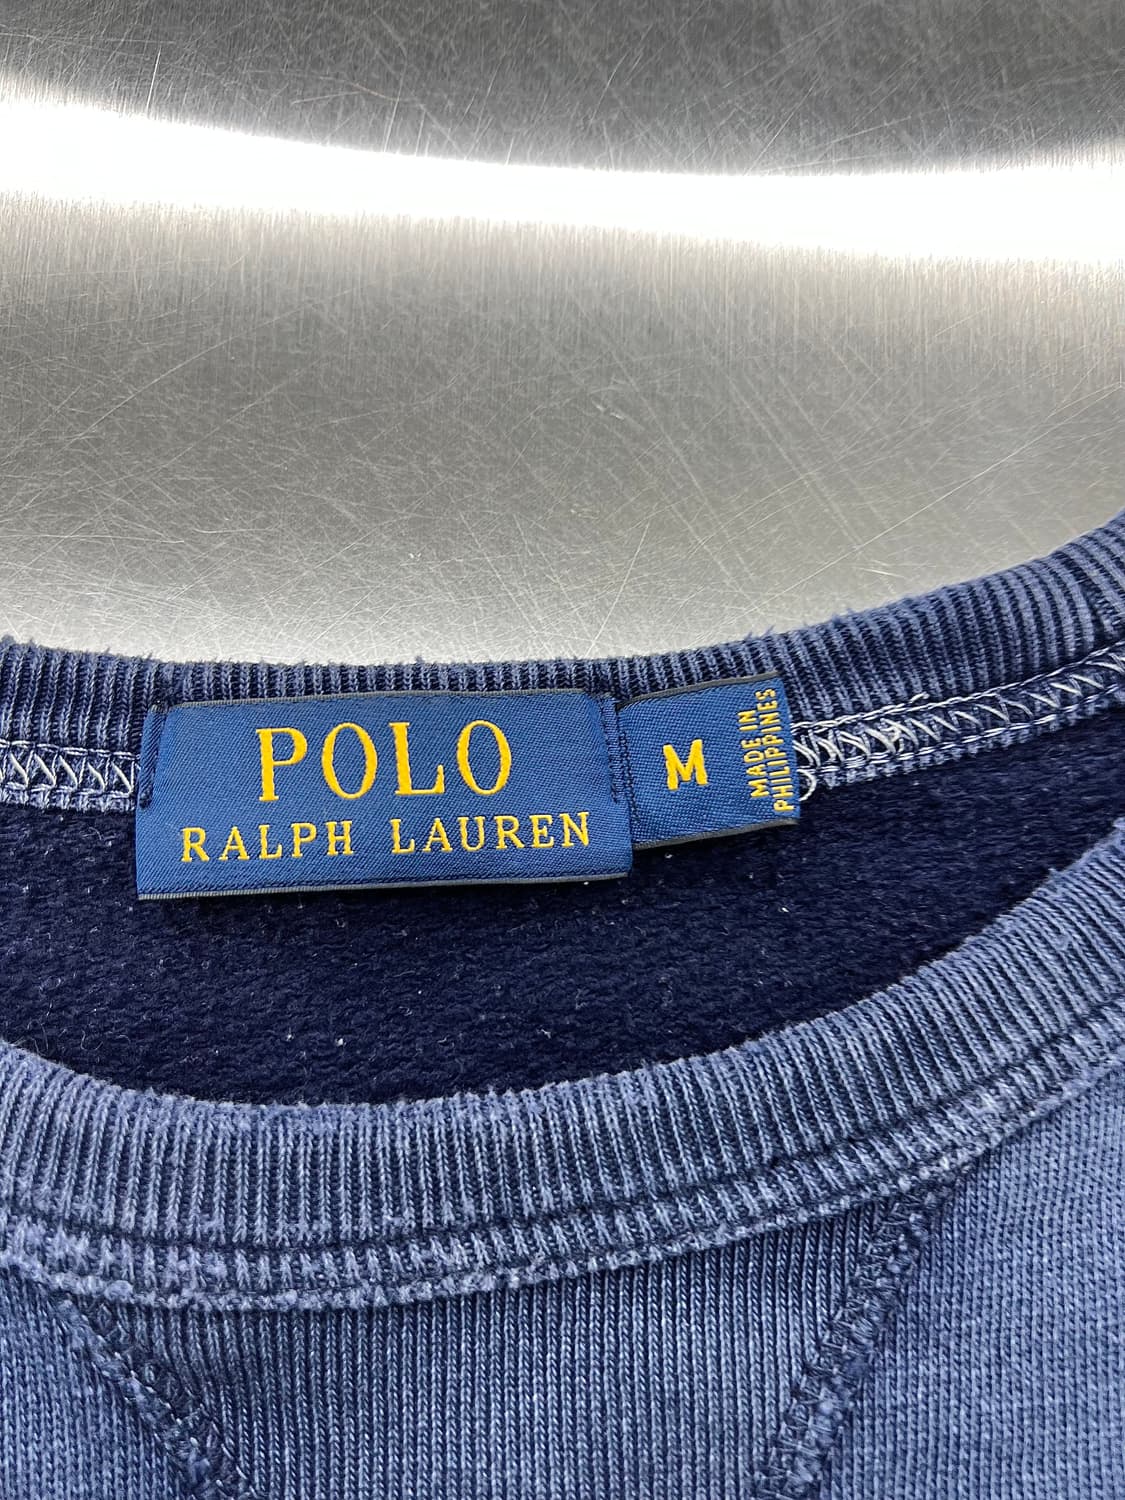 POLO
RALPH LAUREN
M
MADE IN
PHILIPPINES